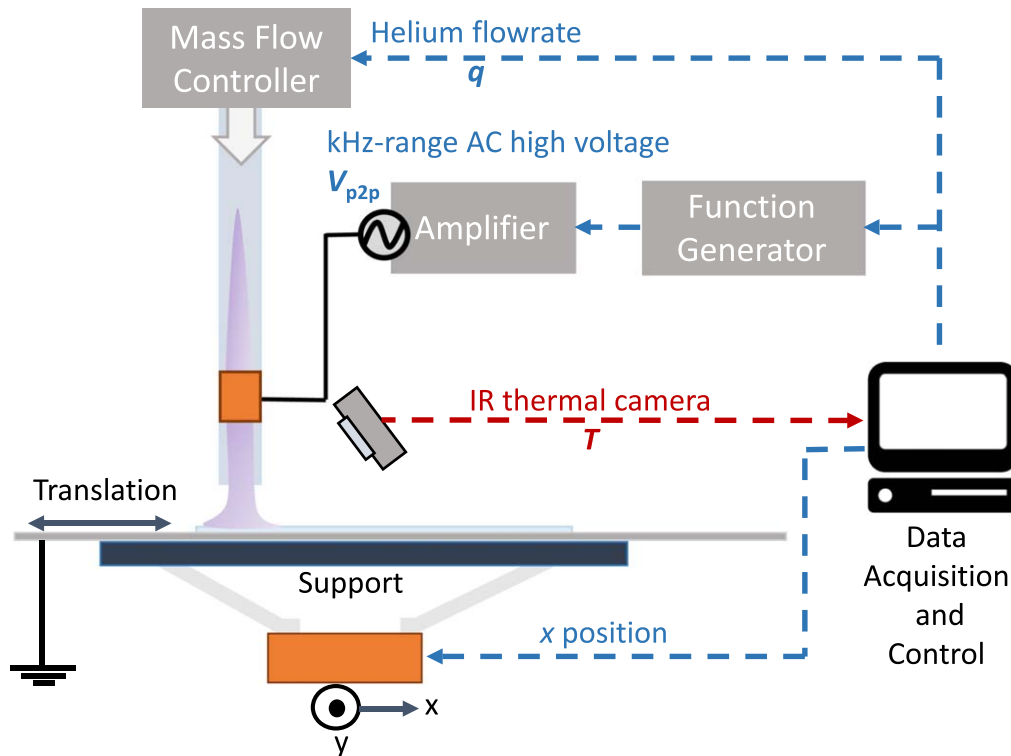 Mass Flow
Controller
Helium flowrate
q
kHz-range AC high voltage
Vp2p
Amplifier
Function
Generator
IR thermal camera
T
Translation
Support
Data
Acquisition
and
Control
x position
x
y